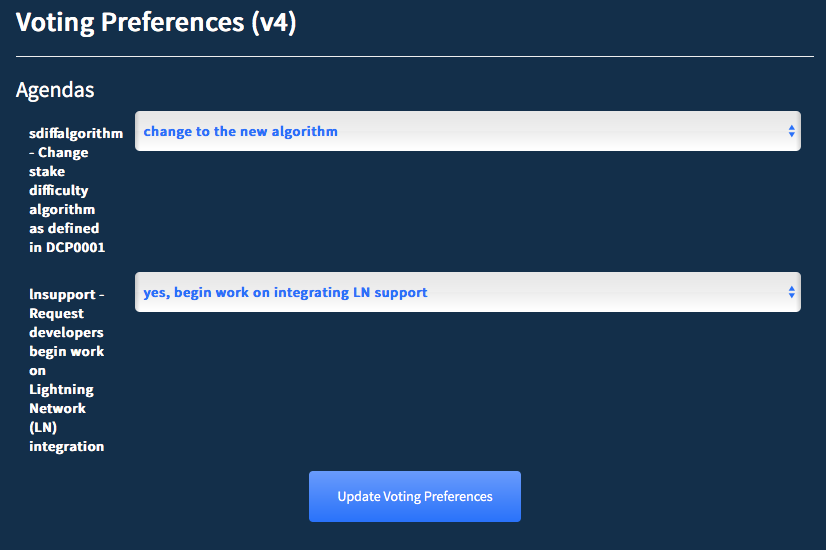 Voting Preferences (v4)
Agendas
sdiffalgorithm
- Change
stake
difficulty
algorithm
as defined
in DCP0001
change to the new algorithm
lnsupport -
Request
developers
begin work
on
Lightning
Network
(LN)
integration
yes, begin work on integrating LN support
Update Voting Preferences